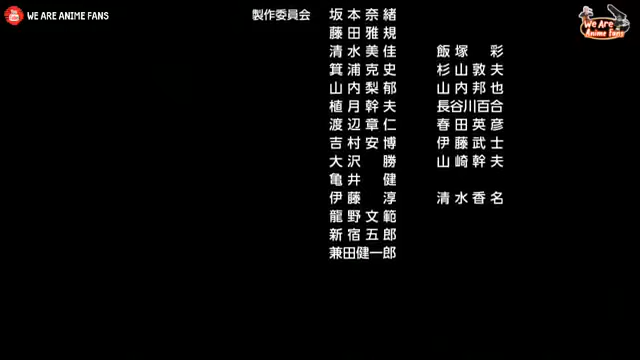 WE ARE ANIME FANS
We Are
Anime Fans
製作委員会 坂本奈緒
藤田雅規
清水美佳 飯塚 彩
箕浦克史 杉山敦夫
山内梨郁 山内邦也
植月幹夫 長谷川百合
渡辺章仁 春田英彦
吉村安博 伊藤武士
大沢 勝 山崎幹夫
亀井 健
伊藤 淳 清水香名
龍野文範
新宿五郎
兼田健一郎